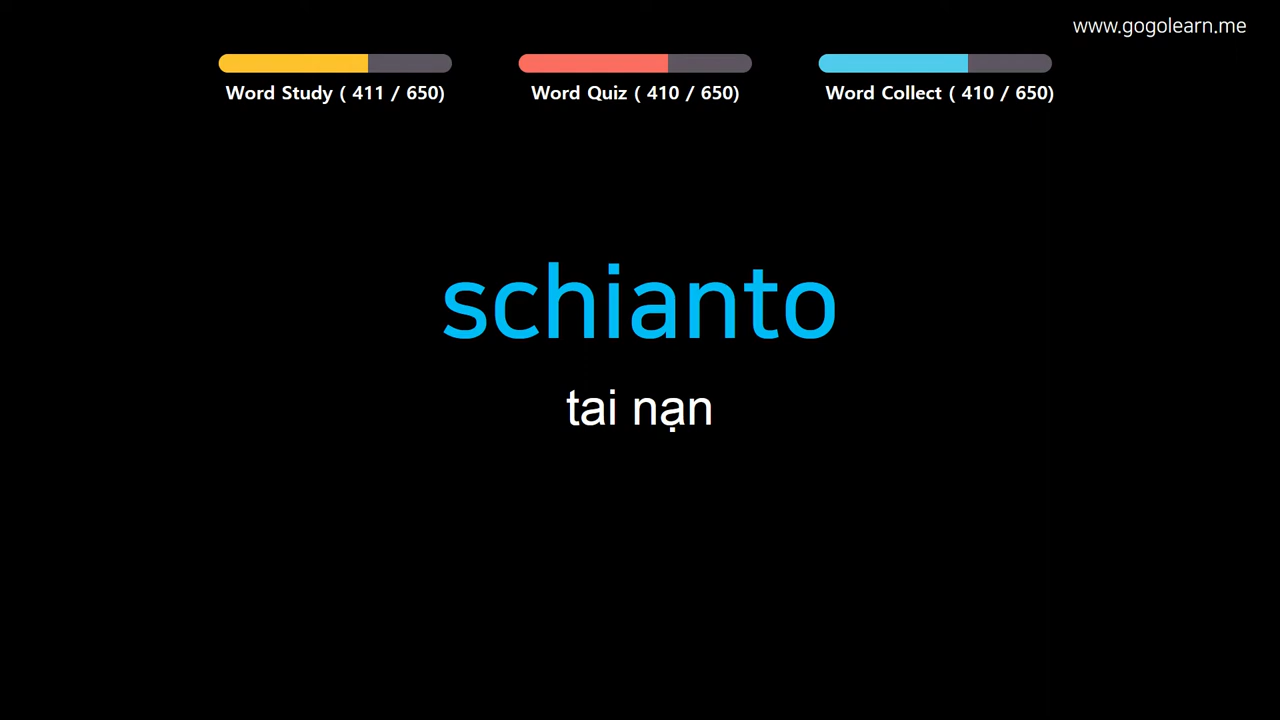 www.gogolearn.me
Word Study ( 411 / 650)
Word Quiz ( 410 / 650)
Word Collect ( 410 / 650)
schianto
tai nạn